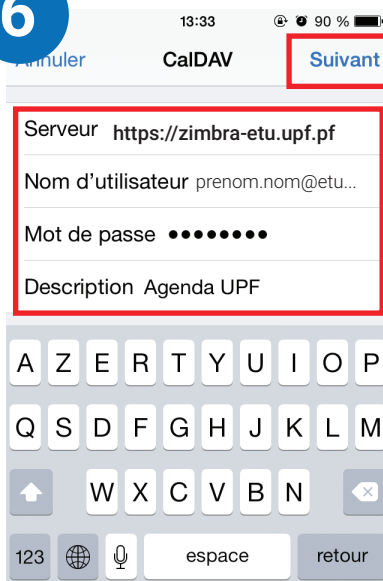 6
13:33 90 %
Annuler CalDAV Suivant
Serveur https://zimbra-etu.upf.pf
Nom d'utilisateur prenom.nom@etu...
Mot de passe ●●●●●●●●
Description Agenda UPF
A Z E R T Y U I O P
Q S D F G H J K L M
W X C V B N
123 espace retour